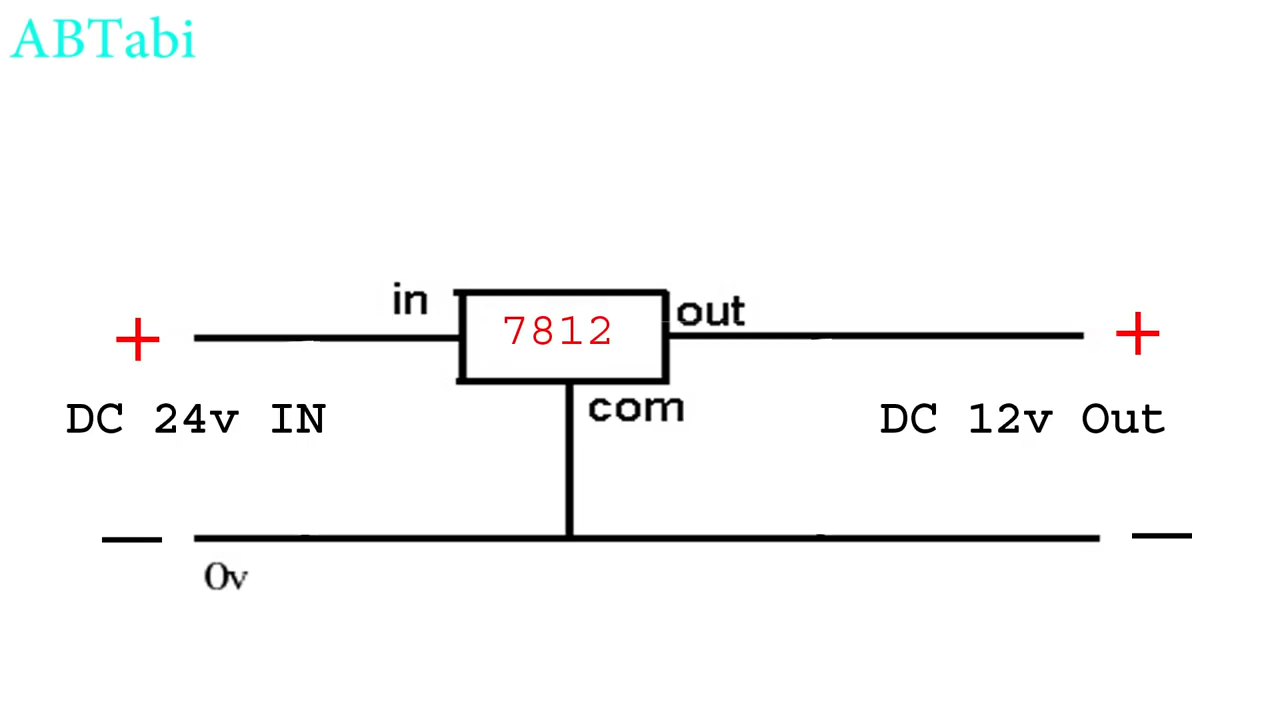 ABTabi
in
7812
out
+
+
com
DC 24v IN
DC 12v Out
—
—
0v